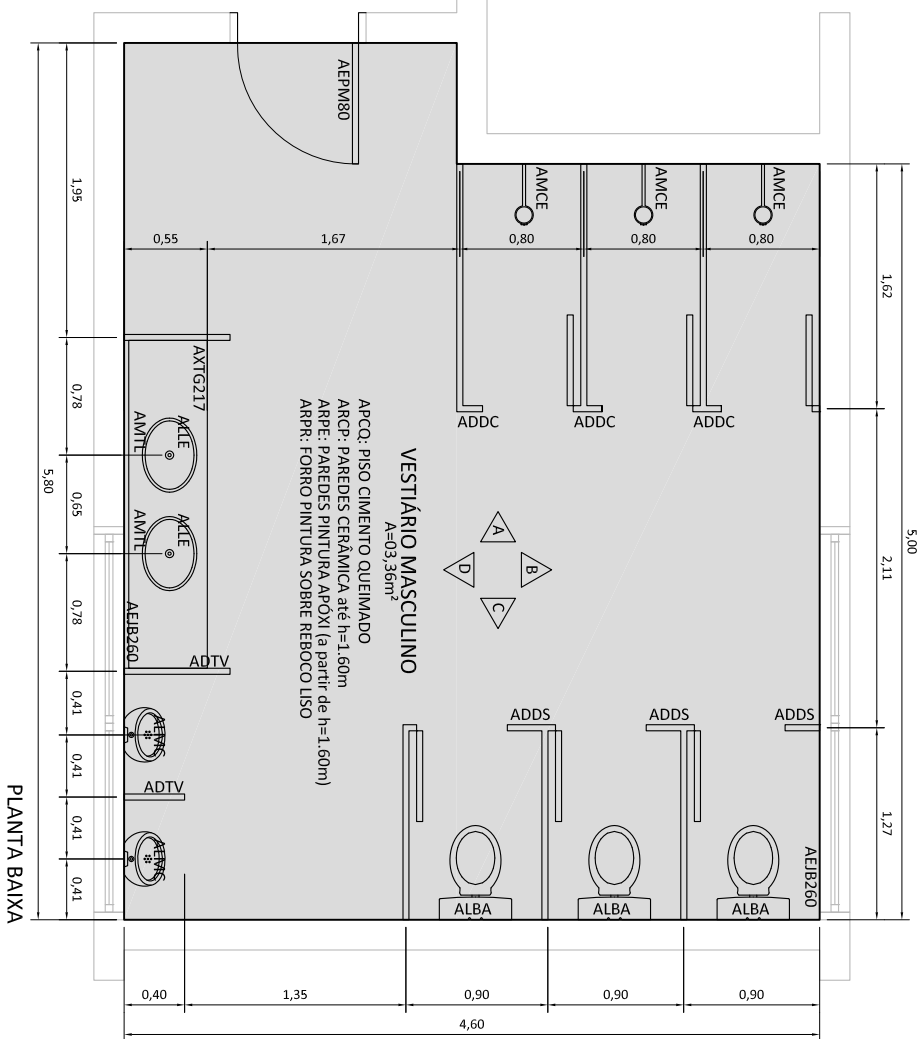 AEPM80
AMCE
AMCE
AMCE
5,80
1,95
0,78
0,65
0,78
0,41
0,41
0,41
0,41
0,55
1,67
0,80
0,80
0,80
1,62
2,11
1,27
5,00
AXTG217
ALLE
AMTL
ALLE
AMTL
AEJB260
ADTV
ADTV
ADDC
ADDC
ADDC
VESTIÁRIO MASCULINO
A=03,36m²
APCQ: PISO CIMENTO QUEIMADO
ARCP: PAREDES CERÂMICA até h=1.60m
ARPE: PAREDES PINTURA APÓXI (a partir de h=1.60m)
ARPR: FORRO PINTURA SOBRE REBOCO LISO
A
B
C
D
ADDS
ADDS
ADDS
AEJB260
ALBA
ALBA
ALBA
0,40
1,35
0,90
0,90
0,90
4,60
PLANTA BAIXA